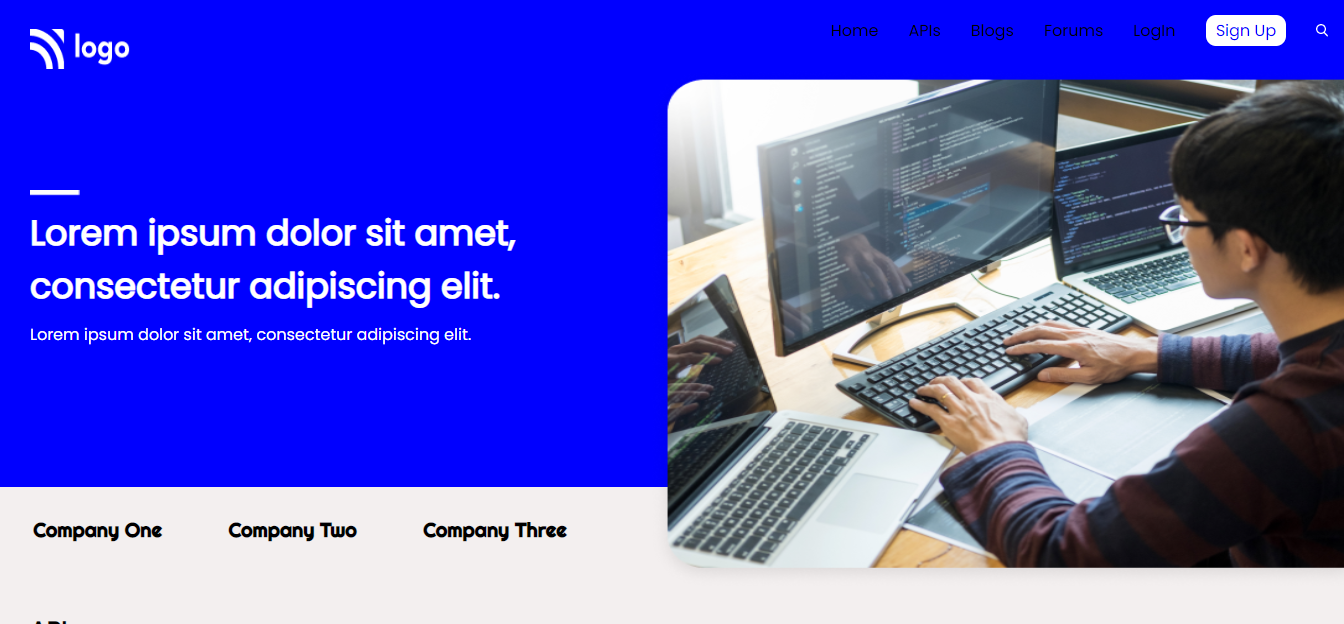 logo
Home APIs Blogs Forums Login Sign Up
Lorem ipsum dolor sit amet,
consectetur adipiscing elit.
Lorem ipsum dolor sit amet, consectetur adipiscing elit.
Company One Company Two Company Three